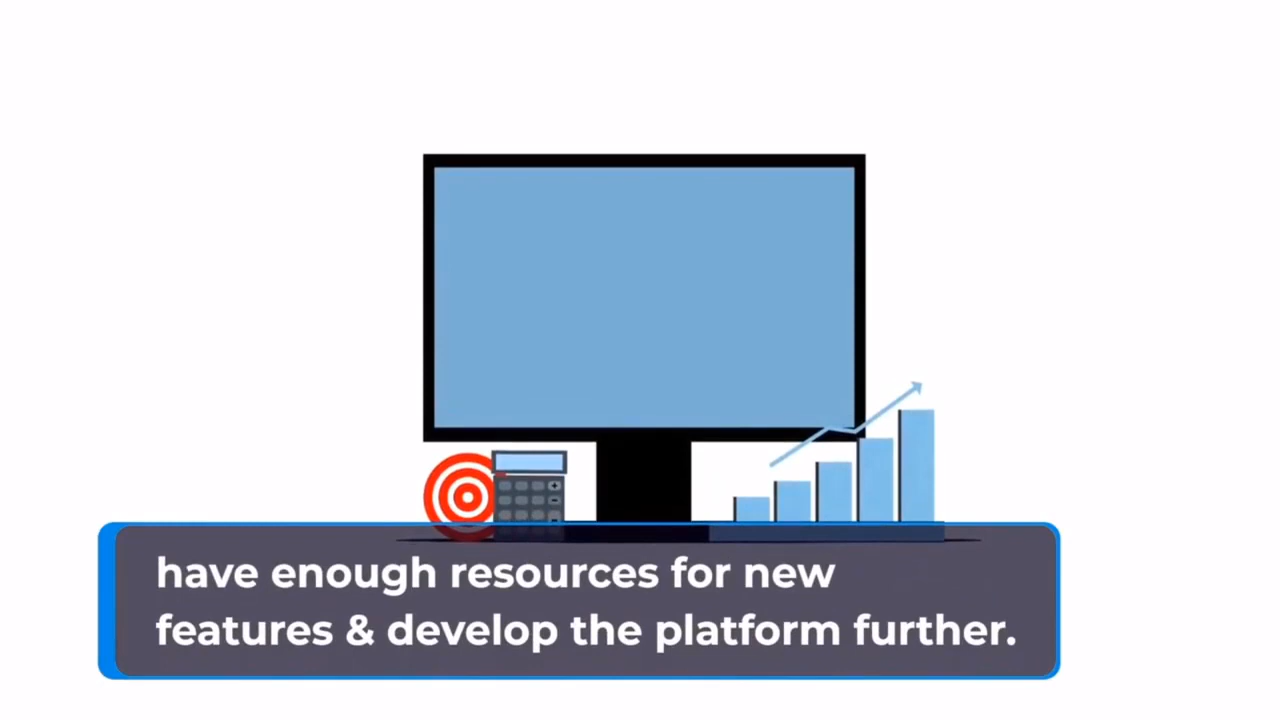 have enough resources for new
features & develop the platform further.